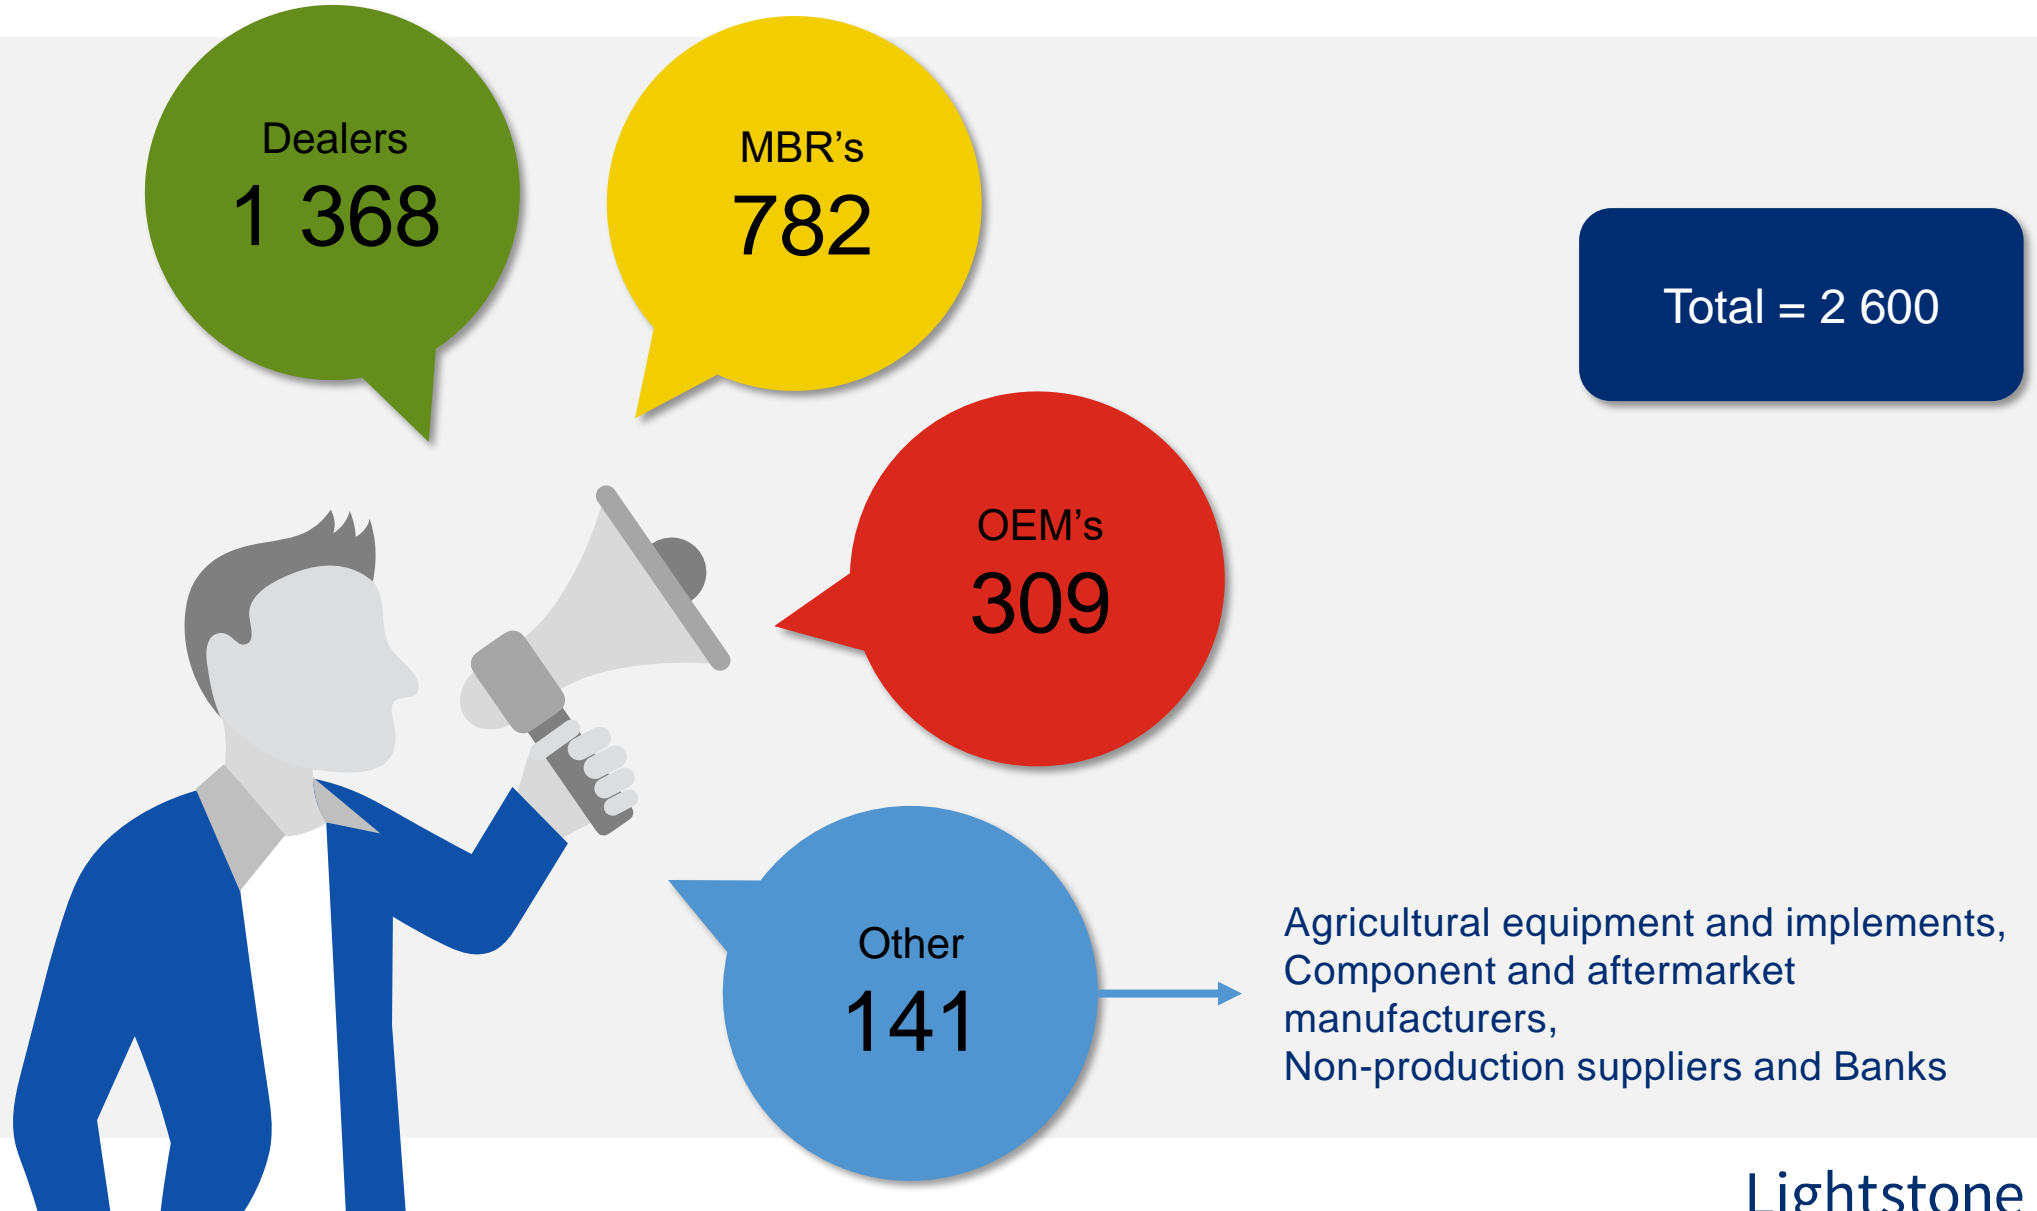 Dealers
1 368
MBR’s
782
Total = 2 600
OEM’s
309
Other
141
Agricultural equipment and implements,
Component and aftermarket
manufacturers,
Non-production suppliers and Banks
Lightstone